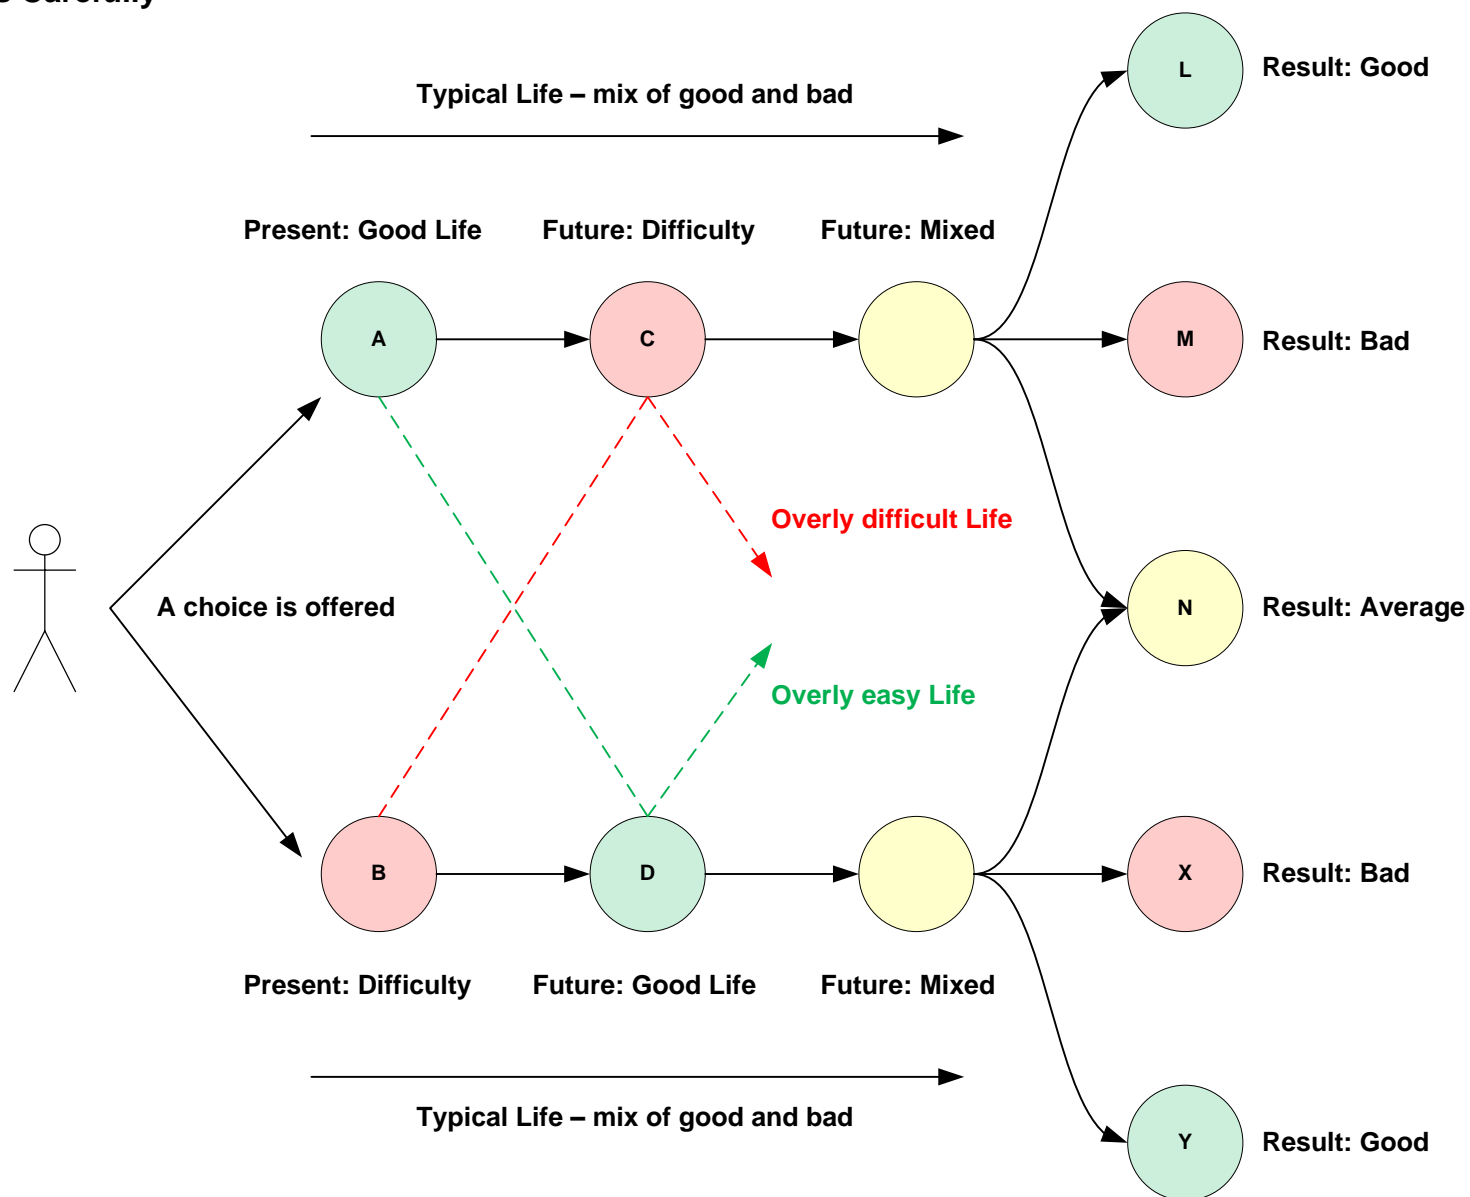 Carefully
L
Result: Good
Typical Life – mix of good and bad
Present: Good Life
Future: Difficulty
Future: Mixed
A
C
M
Result: Bad
Overly difficult Life
A choice is offered
N
Result: Average
Overly easy Life
B
D
X
Result: Bad
Present: Difficulty
Future: Good Life
Future: Mixed
Typical Life – mix of good and bad
Y
Result: Good